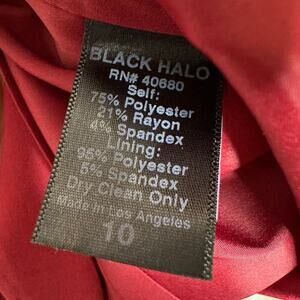 BLACK HALO
RN# 40680
Self:
75% Polyester
21% Rayon
4% Spandex
Lining:
95% Polyester
5% Spandex
Dry Clean Only
Made in Los Angeles
10